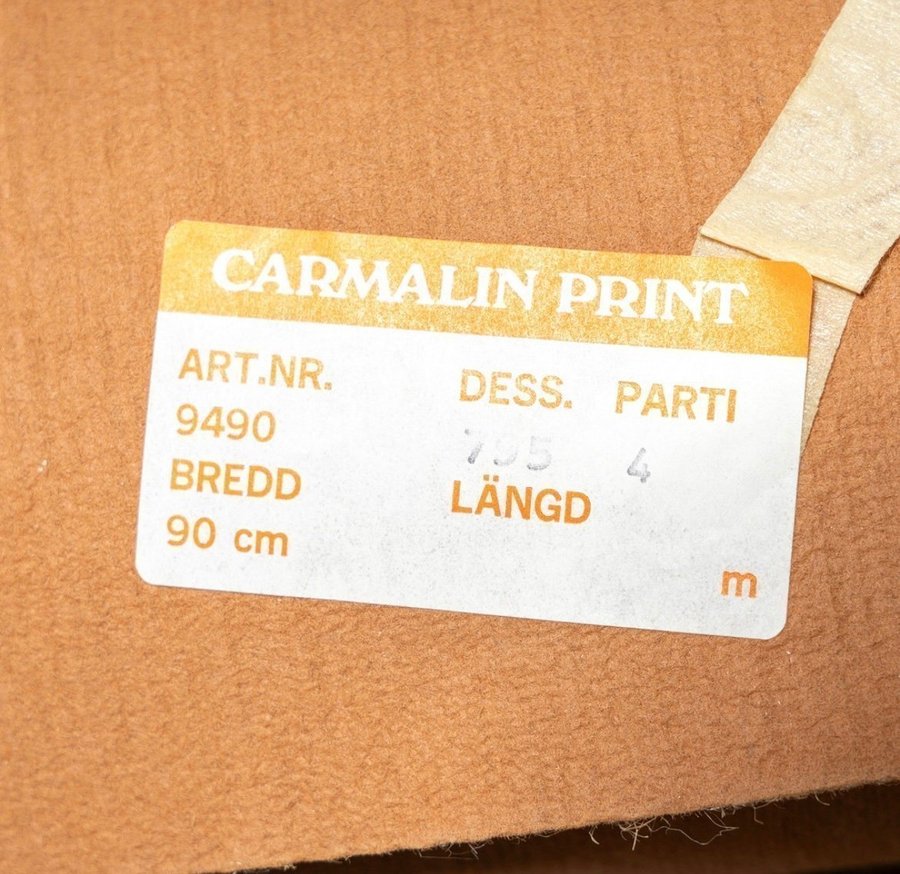 CARMALIN PRINT
ART.NR. DESS. PARTI
9490 795 4
BREDD LÄNGD
90 cm m